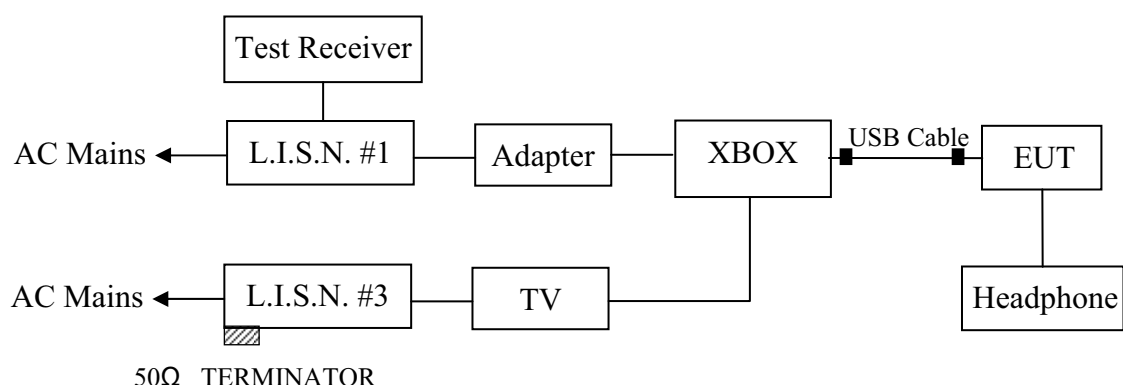 Test Receiver
AC Mains
L.I.S.N. #1
Adapter
XBOX
USB Cable
EUT
AC Mains
L.I.S.N. #3
TV
Headphone
50Ω TERMINATOR